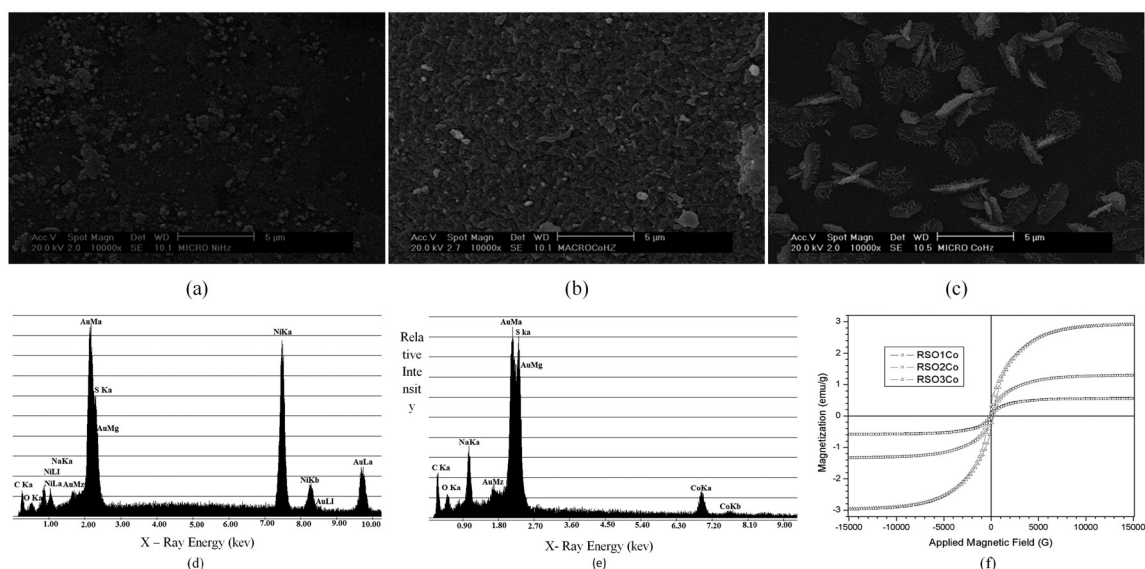 Acc.V Spot Magn Det WD 5 µm
20.0 kV 2.0 10000x SE 10.1 MICRO NiHz
Acc.V Spot Magn Det WD 5 µm
20.0 kV 2.7 10000x SE 10.1 MACROCoHZ
Acc.V Spot Magn Det WD 5 µm
20.0 kV 2.0 10000x SE 10.5 MICRO CoHz
(a)
(b)
(c)
AuMa
NiKa
S Ka
AuMg
NaKa
NiLI
C Ka
NiLa
AuMz
O Ka
NiKb
AuLI
AuLa
1.00 2.00 3.00 4.00 5.00 6.00 7.00 8.00 9.00 10.00
X – Ray Energy (kev)
(d)
Rela
tive
Inten
sit
y
AuMa
S ka
AuMg
NaKa
C Ka
O Ka
AuMz
CoKa
CoKb
0.90 1.80 2.70 3.60 4.50 5.40 6.30 7.20 8.10 9.00
X- Ray Energy (kev)
(e)
Magnetization (emu/g)
3
2
1
0
-1
-2
-3
RSO1Co
RSO2Co
RSO3Co
-15000 -10000 -5000 0 5000 10000 15000
Applied Magnetic Field (G)
(f)